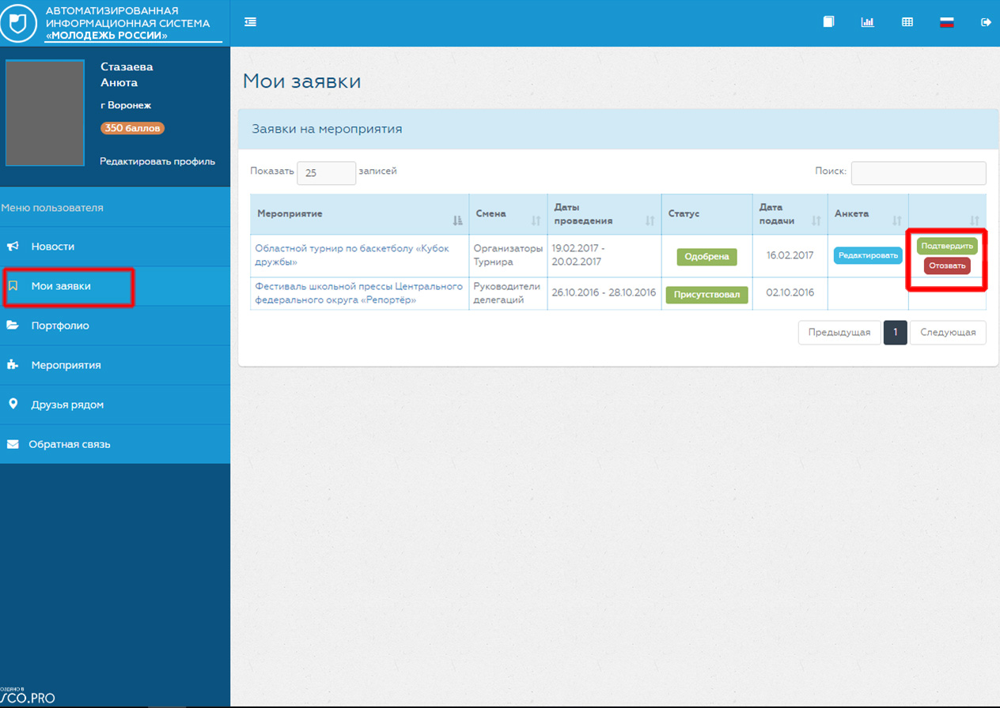 АВТОМАТИЗИРОВАННАЯ
ИНФОРМАЦИОННАЯ СИСТЕМА
«МОЛОДЕЖЬ РОССИИ»
Стазаева
Анюта
г Воронеж
350 баллов
Редактировать профиль
Меню пользователя
Новости
Мои заявки
Портфолио
Мероприятия
Друзья рядом
Обратная связь
Мои заявки
Заявки на мероприятия
Показать 25 записей
Поиск:
Мероприятие
Смена
Даты
проведения
Статус
Дата
подачи
Анкета
Областной турнир по баскетболу «Кубок
дружбы»
Организаторы
Турнира
19.02.2017 -
20.02.2017
Одобрена
16.02.2017
Редактировать
Подтвердить
Отозвать
Фестиваль школьной прессы Центрального
федерального округа «Репортёр»
Руководители
делегаций
26.10.2016 - 28.10.2016
Присутствовал
02.10.2016
Предыдущая
1
Следующая
SCO.PRO